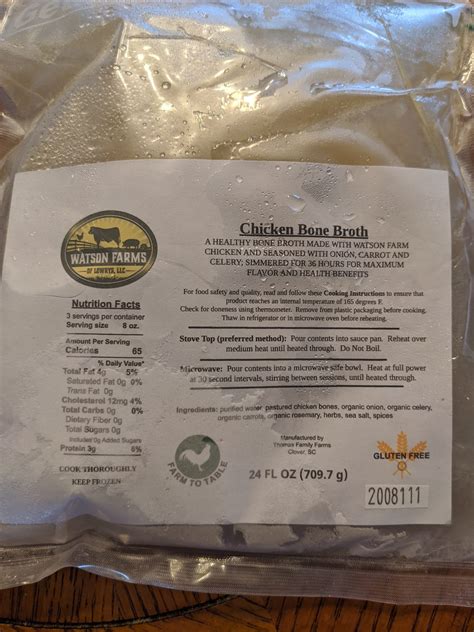 WATSON FARMS
OF LOWRYS, LLC
Chicken Bone Broth
A HEALTHY BONE BROTH MADE WITH WATSON FARM
CHICKEN AND SEASONED WITH ONION, CARROT AND
CELERY; SIMMERED FOR 36 HOURS FOR MAXIMUM
FLAVOR AND HEALTH BENEFITS
For food safety and quality, read and follow these Cooking Instructions to ensure that
product reaches an internal temperature of 165 degrees F.
Check for doneness using thermometer. Remove from plastic packaging before cooking.
Thaw in refrigerator or in microwave oven before reheating.
Stove Top (preferred method): Pour contents into sauce pan. Reheat over
medium heat until heated through. Do Not Boil.
Microwave: Pour contents into a microwave safe bowl. Heat at full power
at 30 second intervals, stirring between sessions, until heated through.
Ingredients: purified water, pastured chicken bones, organic onion, organic celery,
organic carrots, organic rosemary, herbs, sea salt, spices
Nutrition Facts
3 servings per container
Serving size 8 oz.
Amount Per Serving
Calories 65
% Daily Value*
Total Fat 4g 5%
Saturated Fat 0g 0%
Trans Fat 0g
Cholesterol 12mg 4%
Total Carbs 0g 0%
Dietary Fiber 0g
Total Sugars 0g
Includes 0g Added Sugars
Protein 3g 5%
COOK THOROUGHLY
KEEP FROZEN
FARM TO TABLE
Manufactured by
Thomas Family Farms
Clover, SC
24 FL OZ (709.7 g)
GLUTEN FREE
2008111